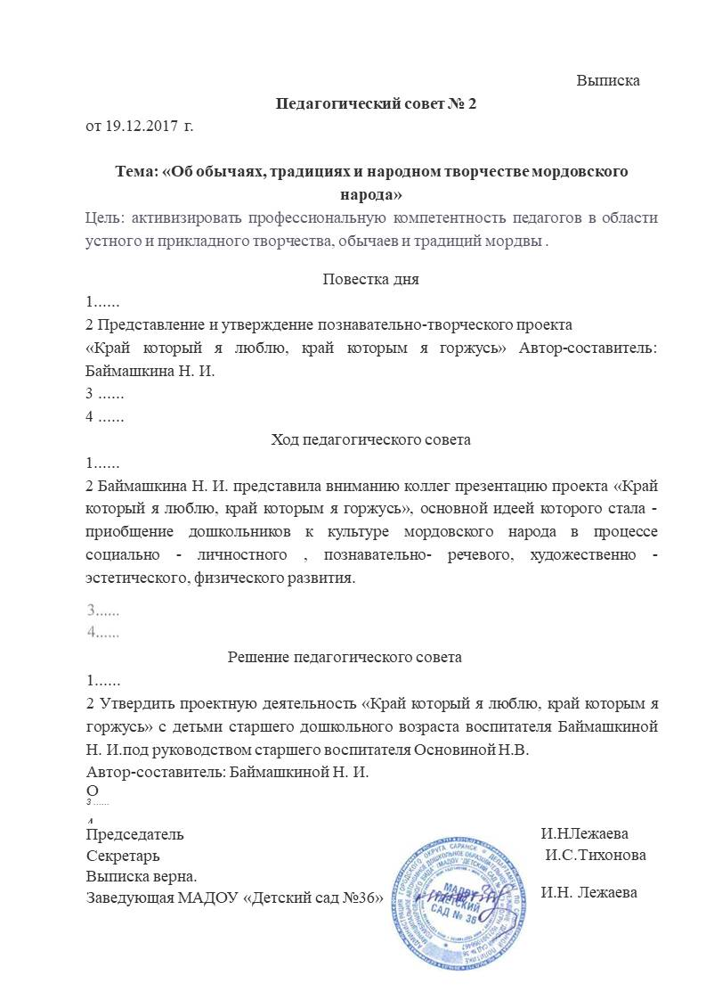 Выписка
Педагогический совет № 2
от 19.12.2017 г.
Тема: «Об обычаях, традициях и народном творчестве мордовского
народа»
Цель: активизировать профессиональную компетентность педагогов в области
устного и прикладного творчества, обычаев и традиций мордвы .
Повестка дня
1......
2 Представление и утверждение познавательно-творческого проекта
«Край который я люблю, край которым я горжусь» Автор-составитель:
Баймашкина Н. И.
3 ......
4 ......
Ход педагогического совета
1......
2 Баймашкина Н. И. представила вниманию коллег презентацию проекта «Край
который я люблю, край которым я горжусь», основной идеей которого стала -
приобщение дошкольников к культуре мордовского народа в процессе
социально - личностного , познавательно- речевого, художественно -
эстетического, физического развития.
3......
4......
Решение педагогического совета
1......
2 Утвердить проектную деятельность «Край который я люблю, край которым я
горжусь» с детьми старшего дошкольного возраста воспитателя Баймашкиной
Н. И.под руководством старшего воспитателя Основиной Н.В.
Автор-составитель: Баймашкиной Н. И.
О
3 ......
4
Председатель И.НЛежаева
Секретарь И.С.Тихонова
Выписка верна.
Заведующая МАДОУ «Детский сад №36» И.Н. Лежаева
МАДОУ
"ДЕТСКИЙ
САД № 36"
АДМИНИСТРАЦИЯ ГОРОДСКОГО ОКРУГА САРАНСК
ДЕПАРТАМЕНТ ПО СОЦИАЛЬНОЙ ПОЛИТИКЕ